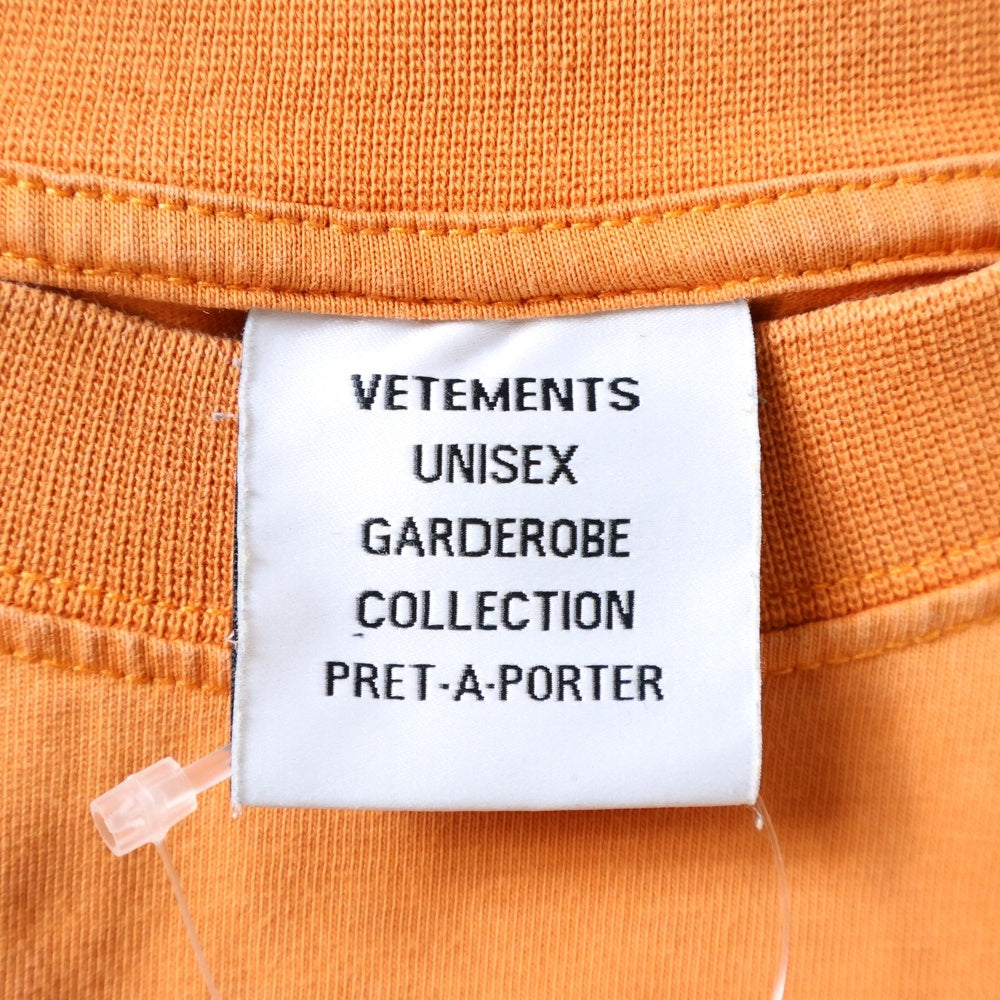 VETEMENTS
UNISEX
GARDEROBE
COLLECTION
PRET-A-PORTER